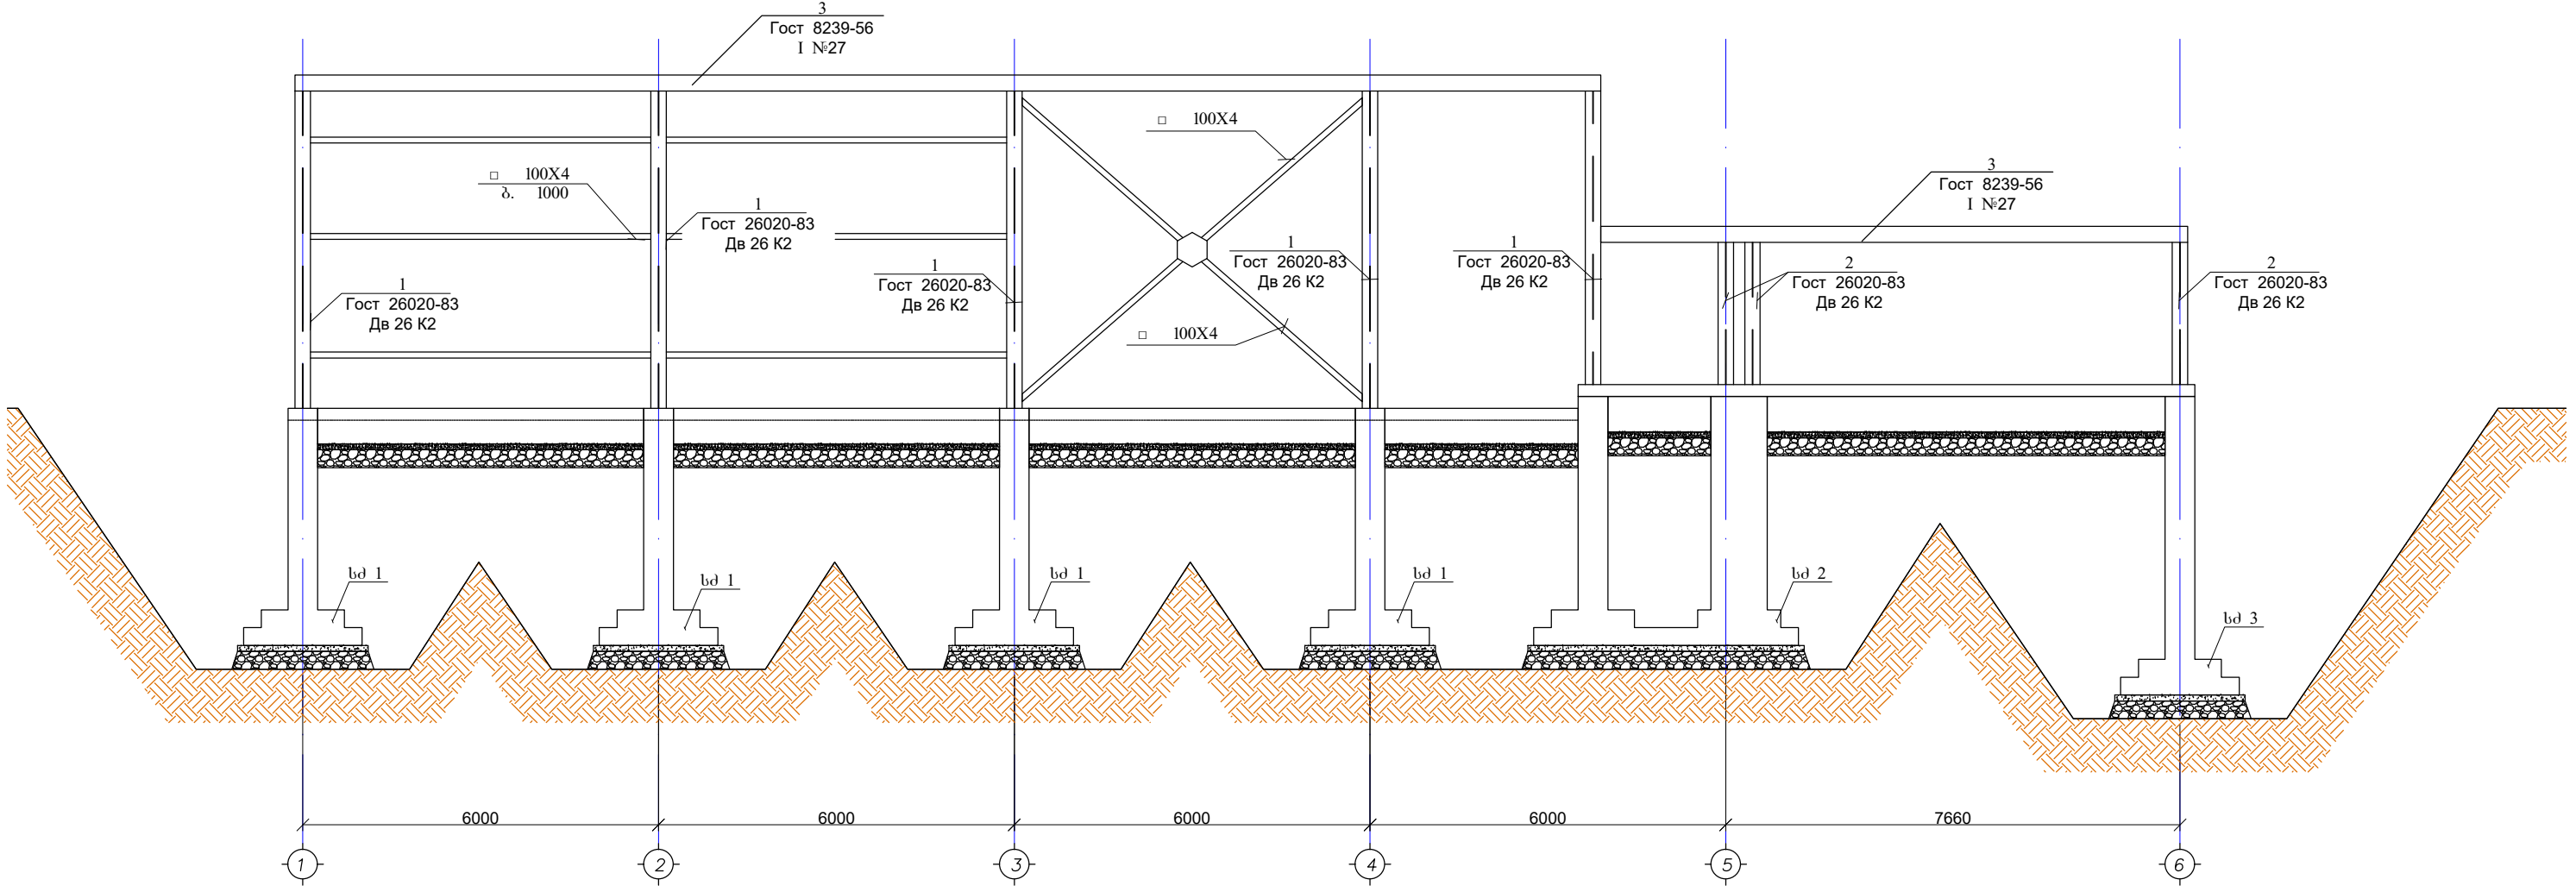 3
Гост 8239-56
I №27
□ 100X4
□ 100X4
ბ. 1000
1
Гост 26020-83
Дв 26 К2
1
Гост 26020-83
Дв 26 К2
1
Гост 26020-83
Дв 26 К2
□ 100X4
1
Гост 26020-83
Дв 26 К2
1
Гост 26020-83
Дв 26 К2
3
Гост 8239-56
I №27
2
Гост 26020-83
Дв 26 К2
2
Гост 26020-83
Дв 26 К2
სძ 1
სძ 1
სძ 1
სძ 1
სძ 2
სძ 3
6000
6000
6000
6000
7660
1
2
3
4
5
6